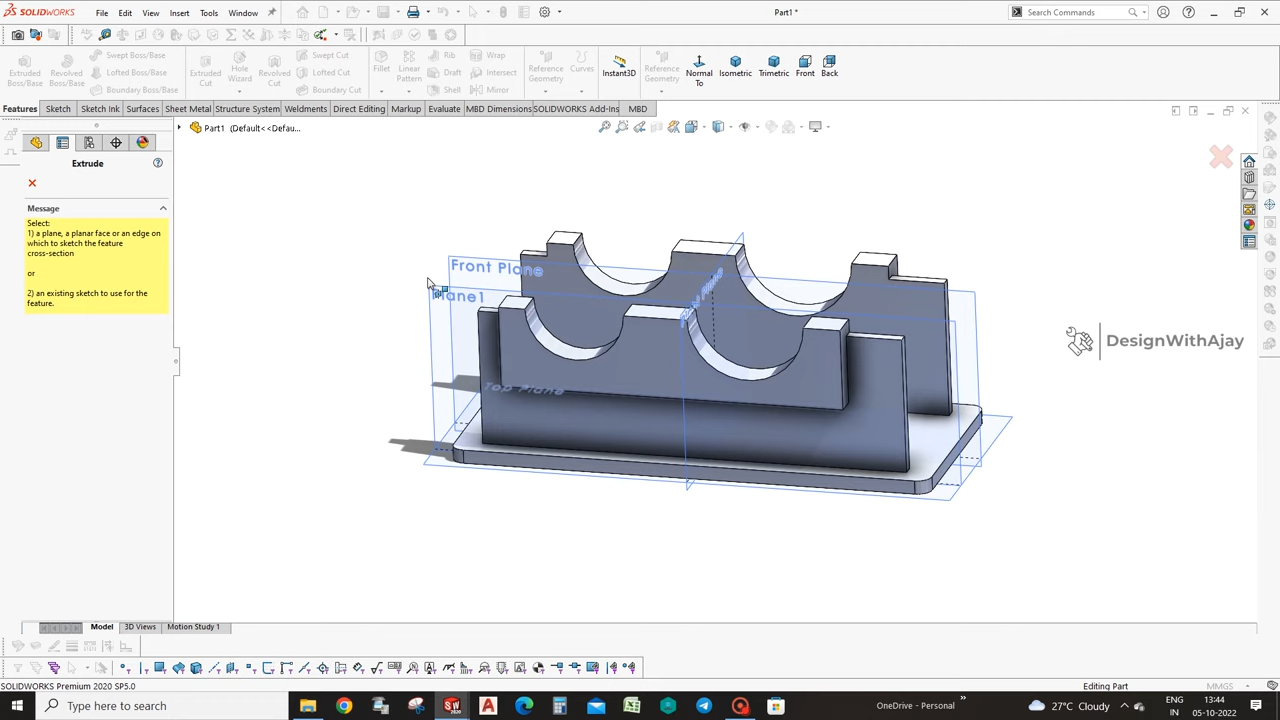 SOLIDWORKS File Edit View Insert Tools Window Part1 * Search Commands
Extruded Boss/Base
Revolved Boss/Base
Swept Boss/Base
Lofted Boss/Base
Boundary Boss/Base
Extruded Cut
Hole Wizard
Revolved Cut
Swept Cut
Lofted Cut
Boundary Cut
Fillet
Linear Pattern
Rib
Draft
Shell
Wrap
Intersect
Mirror
Reference Geometry
Curves
Instant3D
Reference Geometry
Normal To
Isometric
Trimetric
Front
Back
Features Sketch Sketch Ink Surfaces Sheet Metal Structure System Weldments Direct Editing Markup Evaluate MBD Dimensions SOLIDWORKS Add-Ins MBD
Part1 (Default<<Defau...
Extrude
Message
Select:
1) a plane, a planar face or an edge on
which to sketch the feature
cross-section
or
2) an existing sketch to use for the
feature.
Front Plane
Plane1
Top Plane
DesignWithAjay
Model 3D Views Motion Study 1
SOLIDWORKS Premium 2020 SP5.0 Editing Part MMGS
Type here to search
OneDrive - Personal
27°C Cloudy
ENG
IN
13:44
05-10-2022